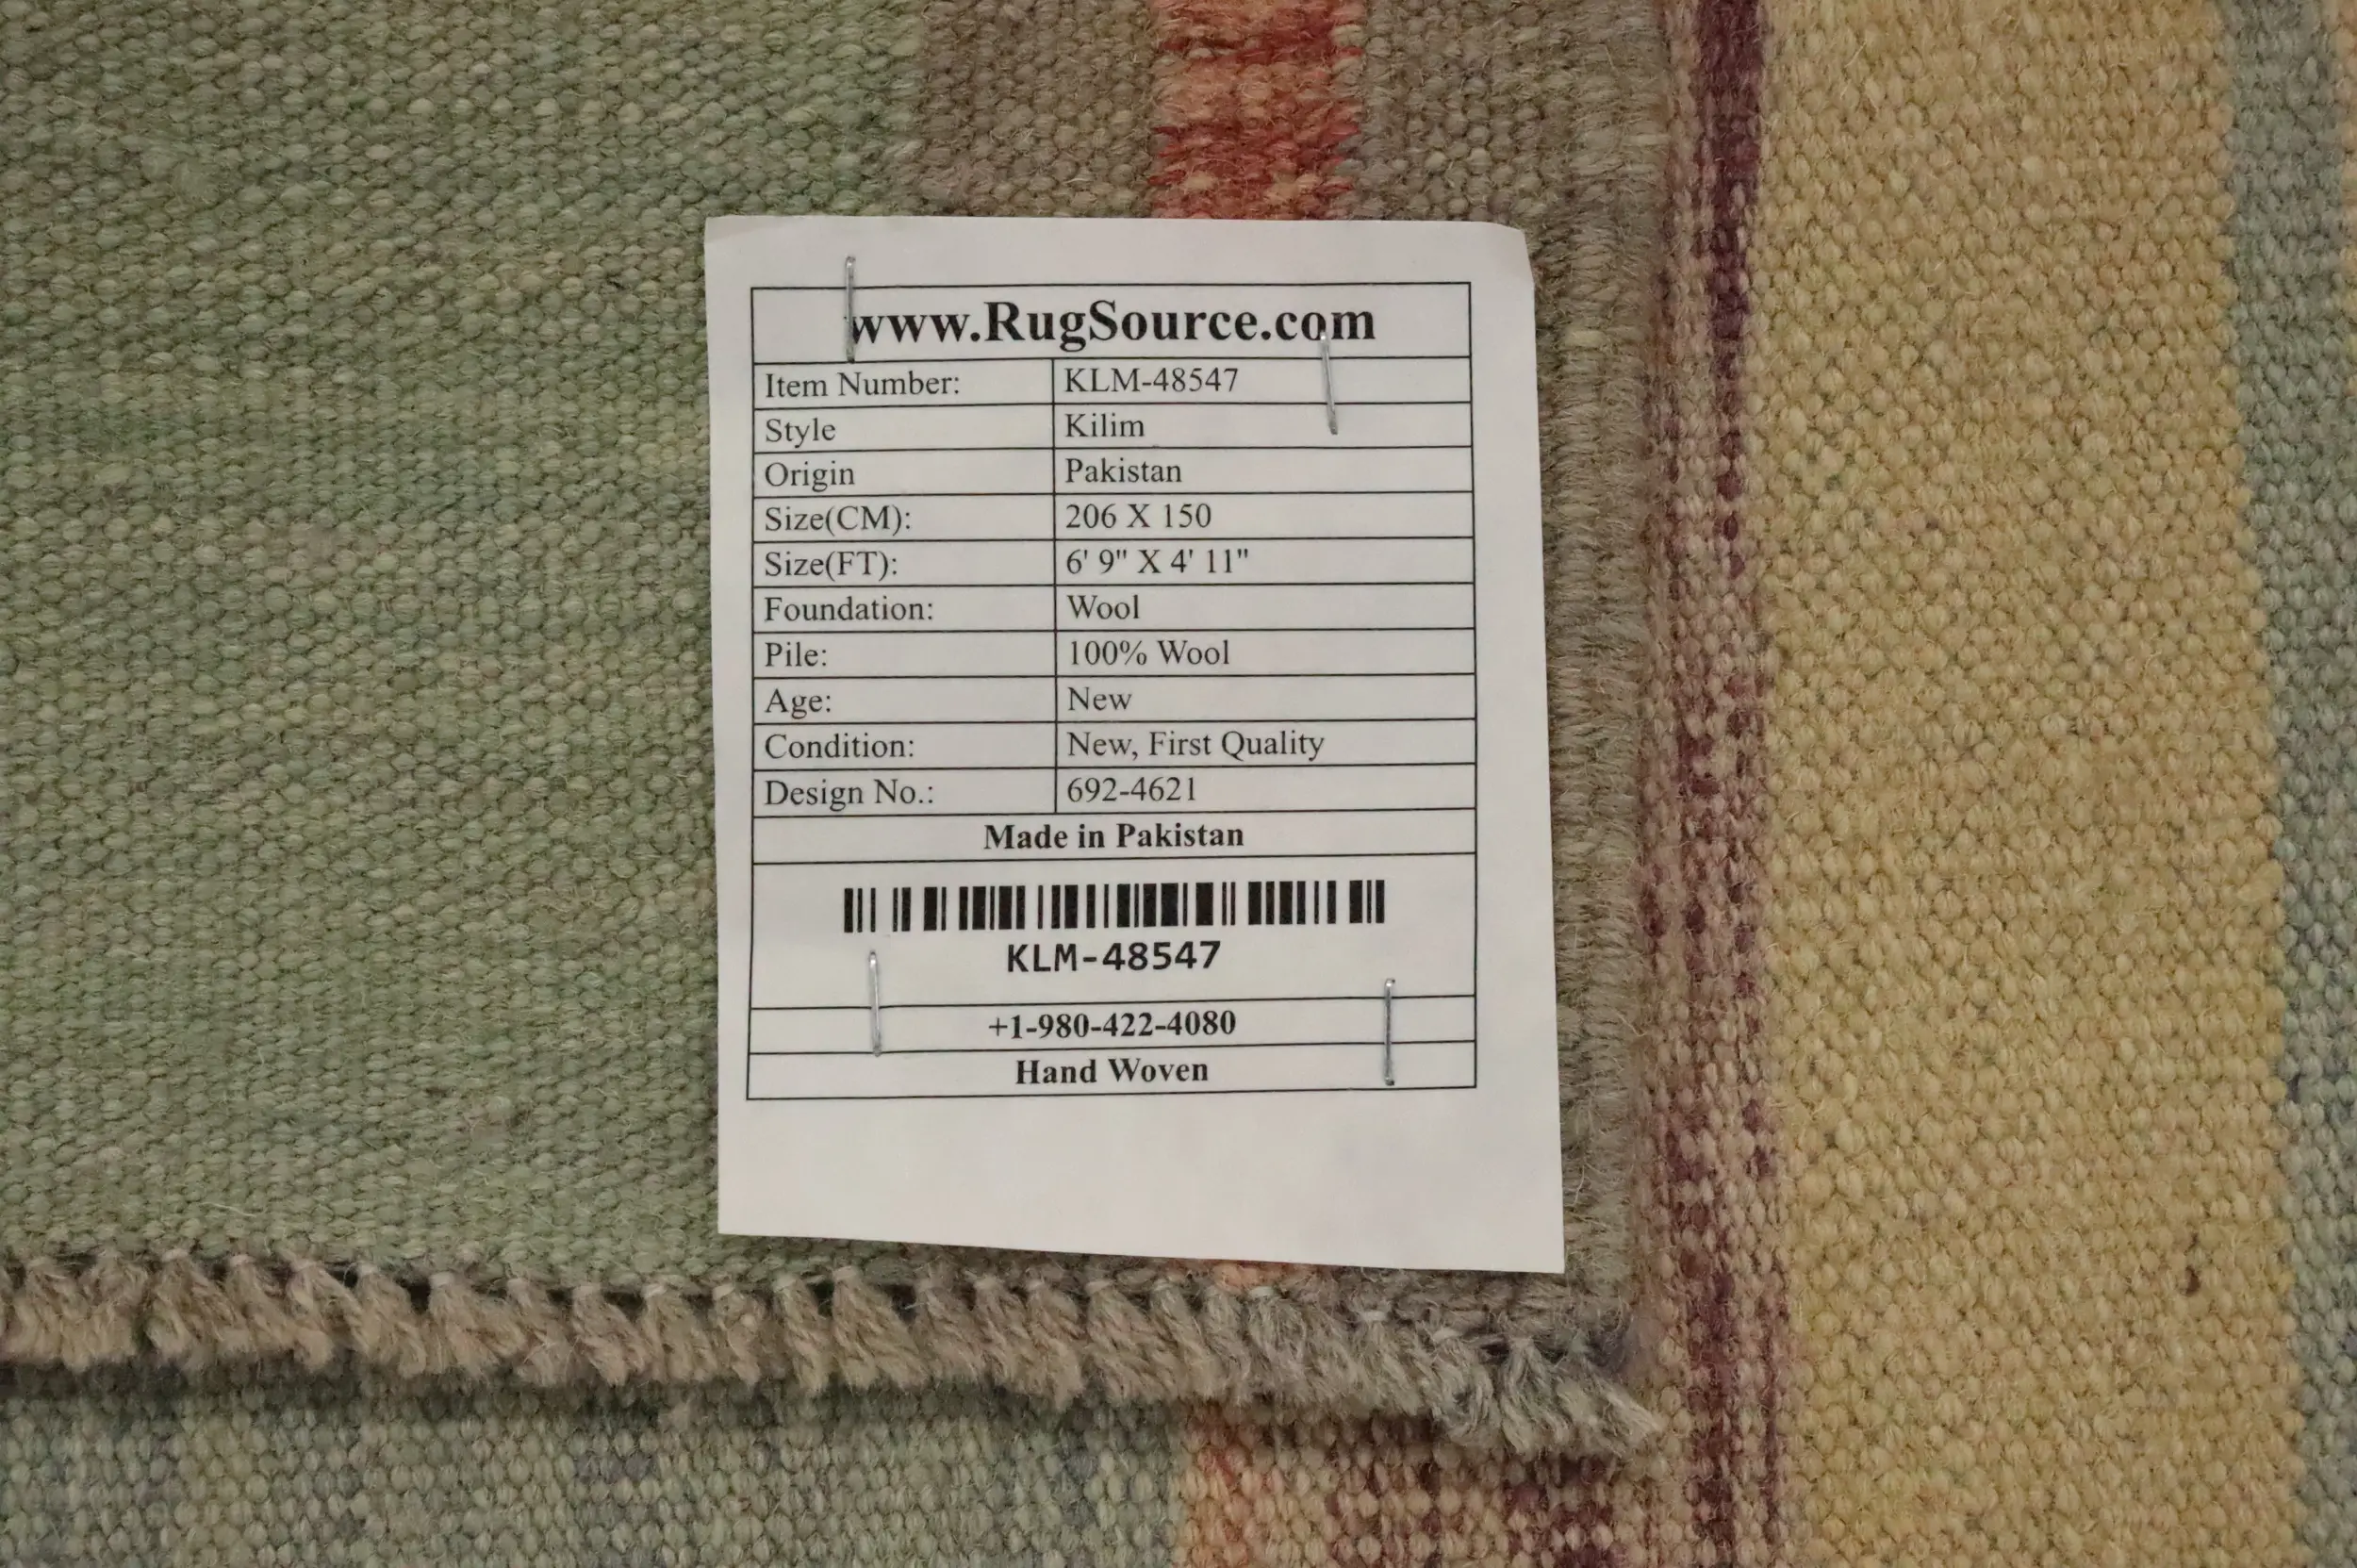 www.RugSource.com
Item Number: KLM-48547
Style Kilim
Origin Pakistan
Size(CM): 206 X 150
Size(FT): 6' 9" X 4' 11"
Foundation: Wool
Pile: 100% Wool
Age: New
Condition: New, First Quality
Design No.: 692-4621
Made in Pakistan
KLM-48547
+1-980-422-4080
Hand Woven